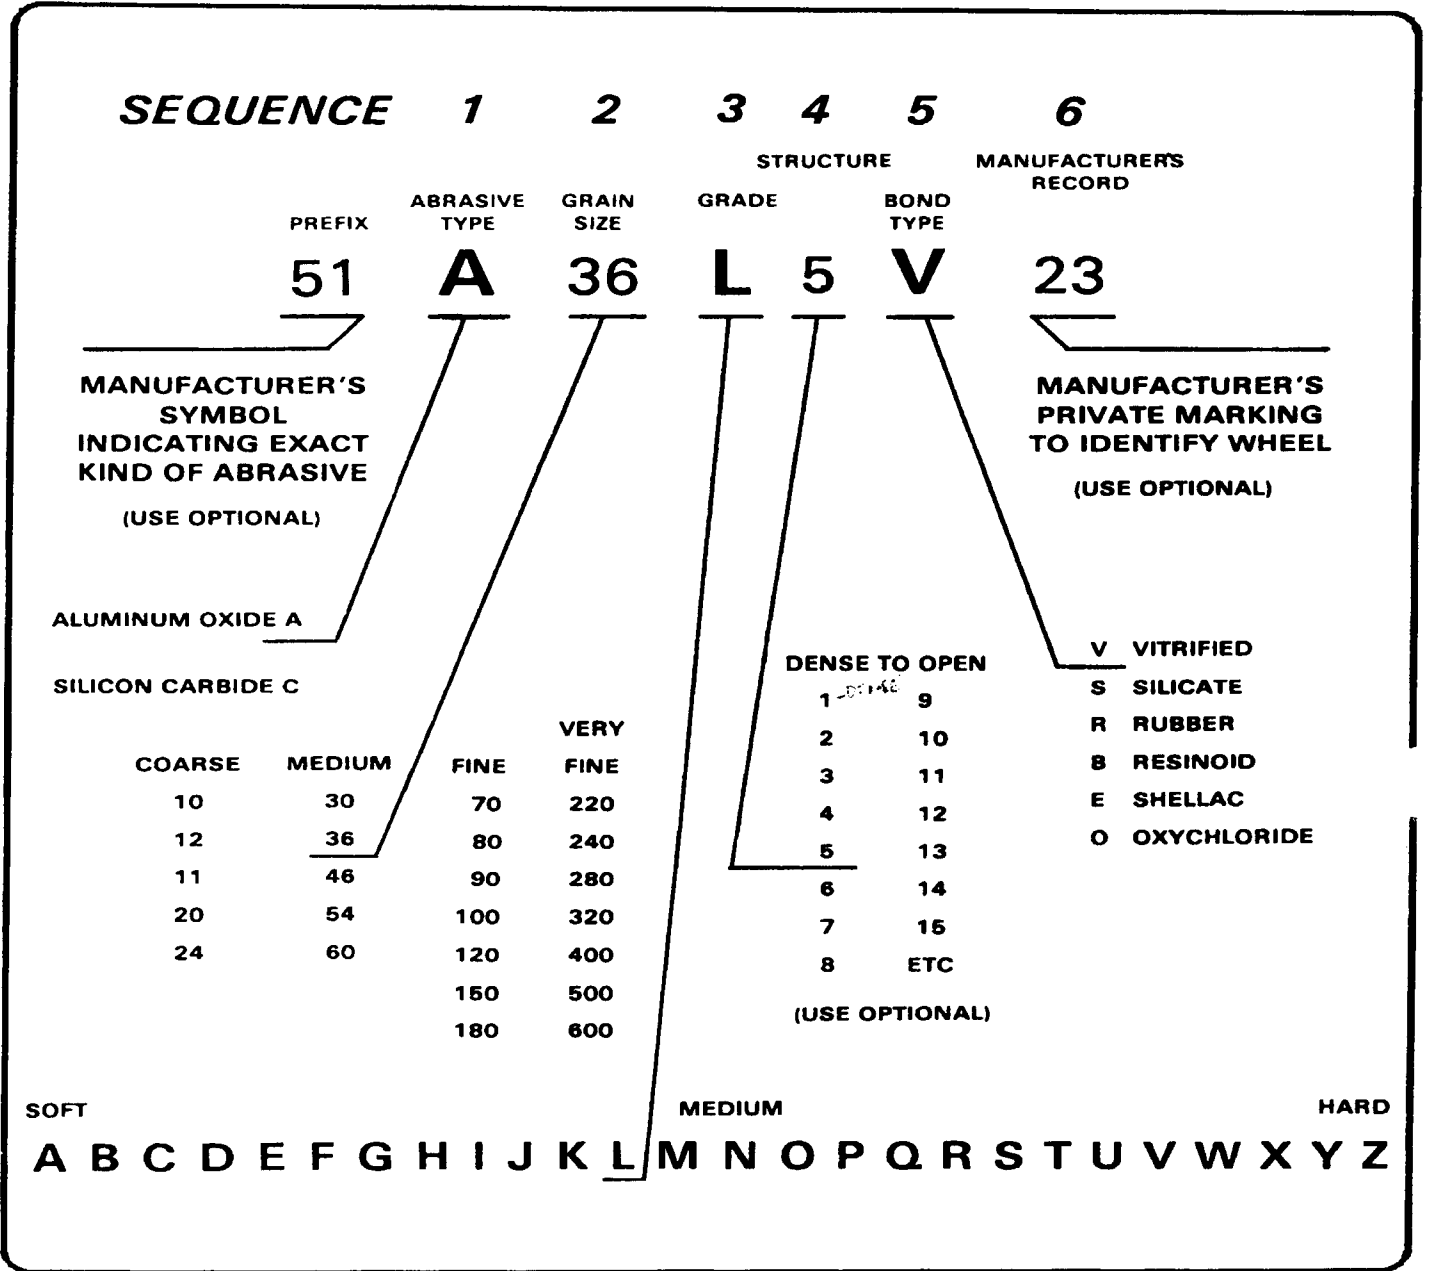 SEQUENCE 1 2 3 4 5 6
STRUCTURE MANUFACTURER'S
RECORD
ABRASIVE GRAIN GRADE BOND
PREFIX TYPE SIZE TYPE
51 A 36 L 5 V 23
MANUFACTURER'S
SYMBOL
INDICATING EXACT
KIND OF ABRASIVE
(USE OPTIONAL)
MANUFACTURER'S
PRIVATE MARKING
TO IDENTIFY WHEEL
(USE OPTIONAL)
ALUMINUM OXIDE A
SILICON CARBIDE C
VERY
COARSE MEDIUM FINE FINE
10 30 70 220
12 36 80 240
11 46 90 280
20 54 100 320
24 60 120 400
150 500
180 600
DENSE TO OPEN
1 9
2 10
3 11
4 12
5 13
6 14
7 15
8 ETC
(USE OPTIONAL)
V VITRIFIED
S SILICATE
R RUBBER
B RESINOID
E SHELLAC
O OXYCHLORIDE
SOFT MEDIUM HARD
A B C D E F G H I J K L M N O P Q R S T U V W X Y Z